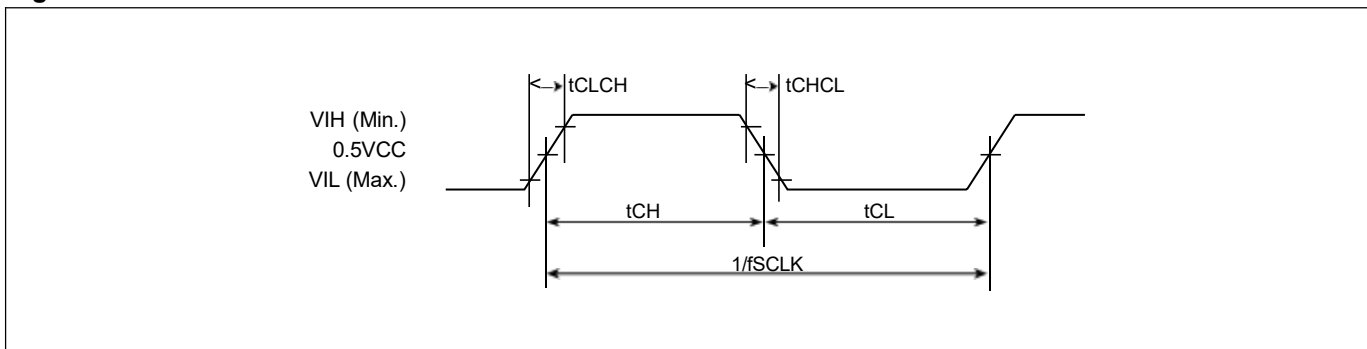 tCLCH
tCHCL
VIH (Min.)
0.5VCC
VIL (Max.)
tCH
tCL
1/fSCLK